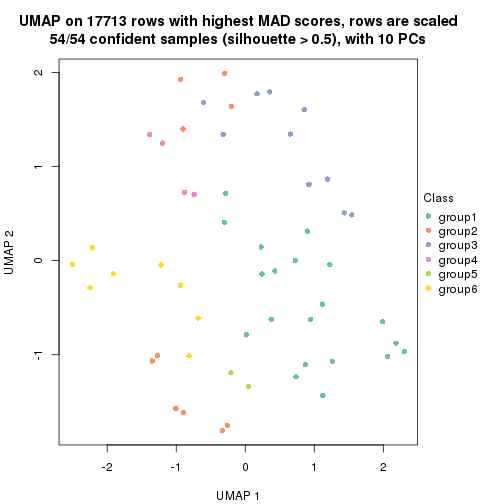 UMAP on 17713 rows with highest MAD scores, rows are scaled
54/54 confident samples (silhouette > 0.5), with 10 PCs
2
1
0
-1
UMAP 2
-2
-1
0
1
2
UMAP 1
Class
group1
group2
group3
group4
group5
group6